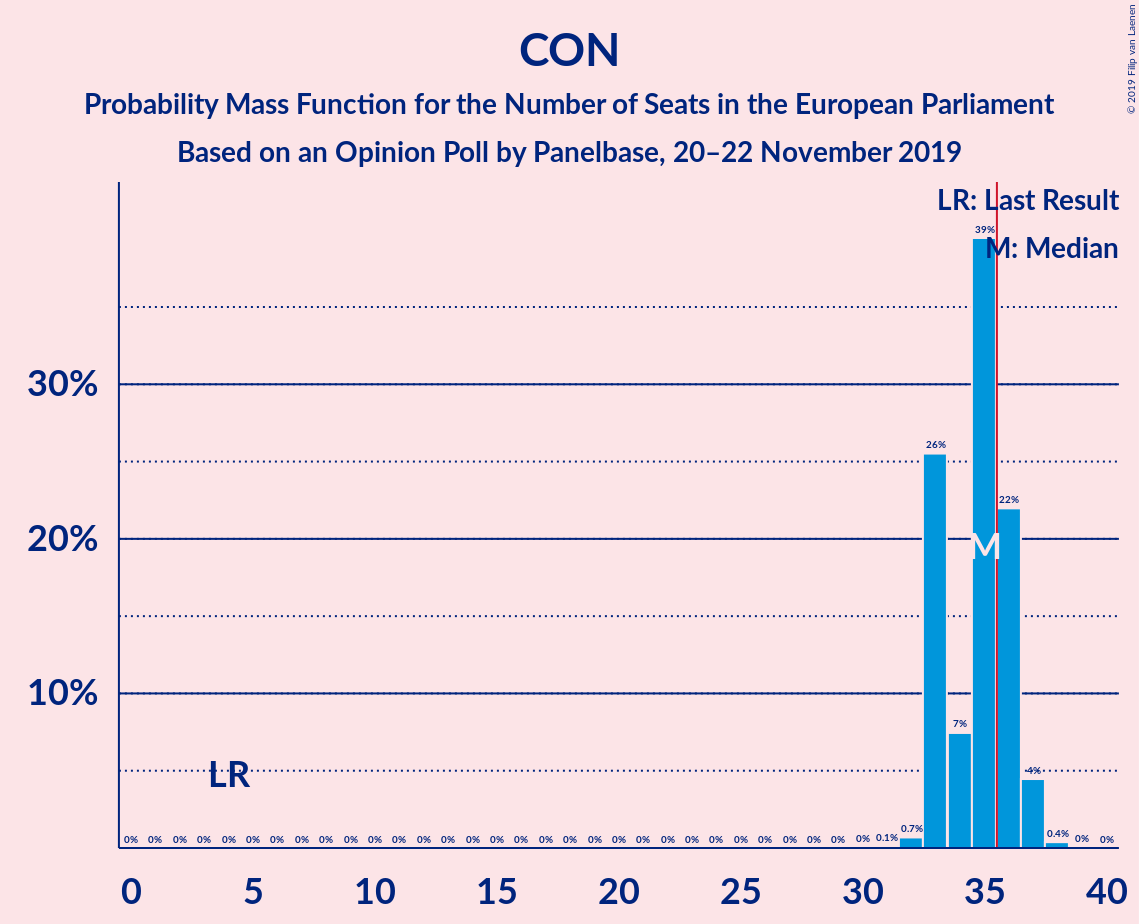 CON
Probability Mass Function for the Number of Seats in the European Parliament
Based on an Opinion Poll by Panelbase, 20–22 November 2019
© 2019 Filip van Laenen
LR: Last Result
M: Median
39%
30%
26%
22%
20%
M
10%
7%
LR
4%
0% 0% 0% 0% 0% 0% 0% 0% 0% 0% 0% 0% 0% 0% 0% 0% 0% 0% 0% 0% 0% 0% 0% 0% 0% 0% 0% 0% 0% 0% 0% 0.1% 0.7% 0.4% 0% 0%
0 5 10 15 20 25 30 35 40